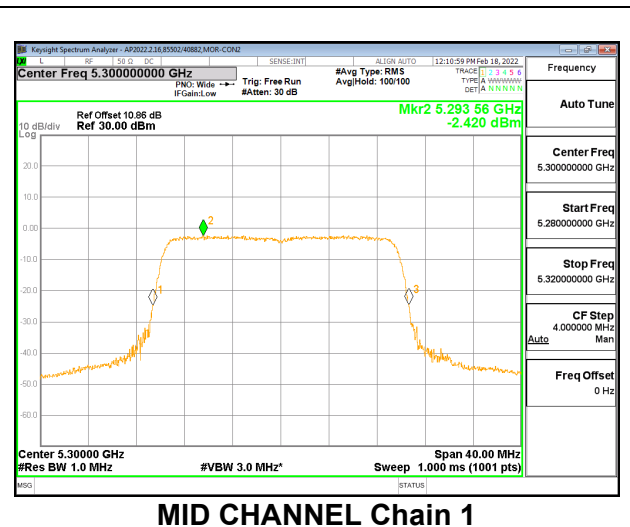 Keysight Spectrum Analyzer - AP2022.2.16,85502/40882,MOR-CON2
L RF 50 Ω DC SENSE:INT ALIGN AUTO 12:10:59 PM Feb 18, 2022
Center Freq 5.300000000 GHz
PNO: Wide
IFGain:Low
Trig: Free Run
#Atten: 30 dB
#Avg Type: RMS
Avg|Hold: 100/100
TRACE 1 2 3 4 5 6
TYPE A WWWWW
DET A N N N N N
Frequency
Ref Offset 10.86 dB
Ref 30.00 dBm
10 dB/div
Log
Mkr2 5.293 56 GHz
-2.420 dBm
20.0
10.0
0.00
-10.0
-20.0
-30.0
-40.0
-50.0
-60.0
1
2
3
Center 5.30000 GHz
#Res BW 1.0 MHz
#VBW 3.0 MHz*
Span 40.00 MHz
Sweep 1.000 ms (1001 pts)
Auto Tune
Center Freq
5.300000000 GHz
Start Freq
5.280000000 GHz
Stop Freq
5.320000000 GHz
CF Step
4.000000 MHz
Auto Man
Freq Offset
0 Hz
MSG
STATUS
MID CHANNEL Chain 1